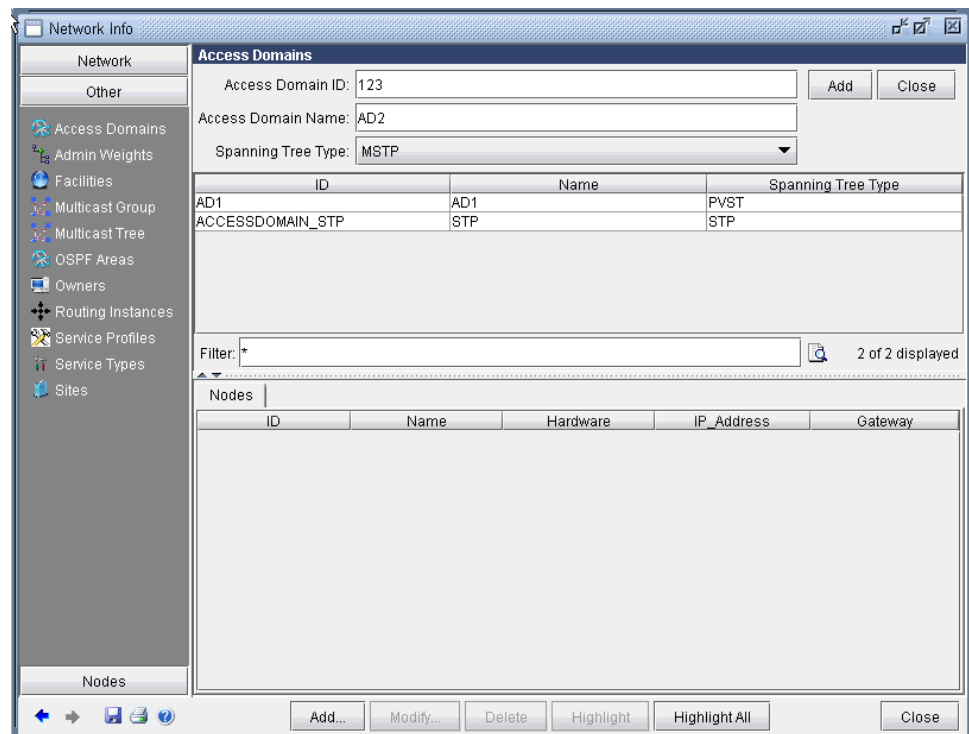 Network Info
Network
Other
Access Domains
Admin Weights
Facilities
Multicast Group
Multicast Tree
OSPF Areas
Owners
Routing Instances
Service Profiles
Service Types
Sites
Nodes
Access Domains
Access Domain ID: 123 Add Close
Access Domain Name: AD2
Spanning Tree Type: MSTP
ID Name Spanning Tree Type
AD1 AD1 PVST
ACCESSDOMAIN_STP STP STP
Filter: * 2 of 2 displayed
Nodes
ID Name Hardware IP_Address Gateway
Add... Modify... Delete Highlight Highlight All Close